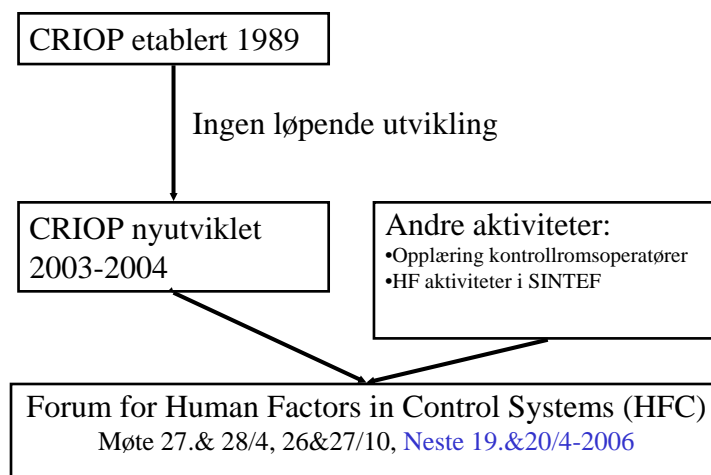 CRIOP etablert 1989
Ingen løpende utvikling
CRIOP nyutviklet
2003-2004
Andre aktiviteter:
•Opplæring kontrollromsoperatører
•HF aktiviteter i SINTEF
Forum for Human Factors in Control Systems (HFC)
Møte 27.& 28/4, 26&27/10, Neste 19.&20/4-2006